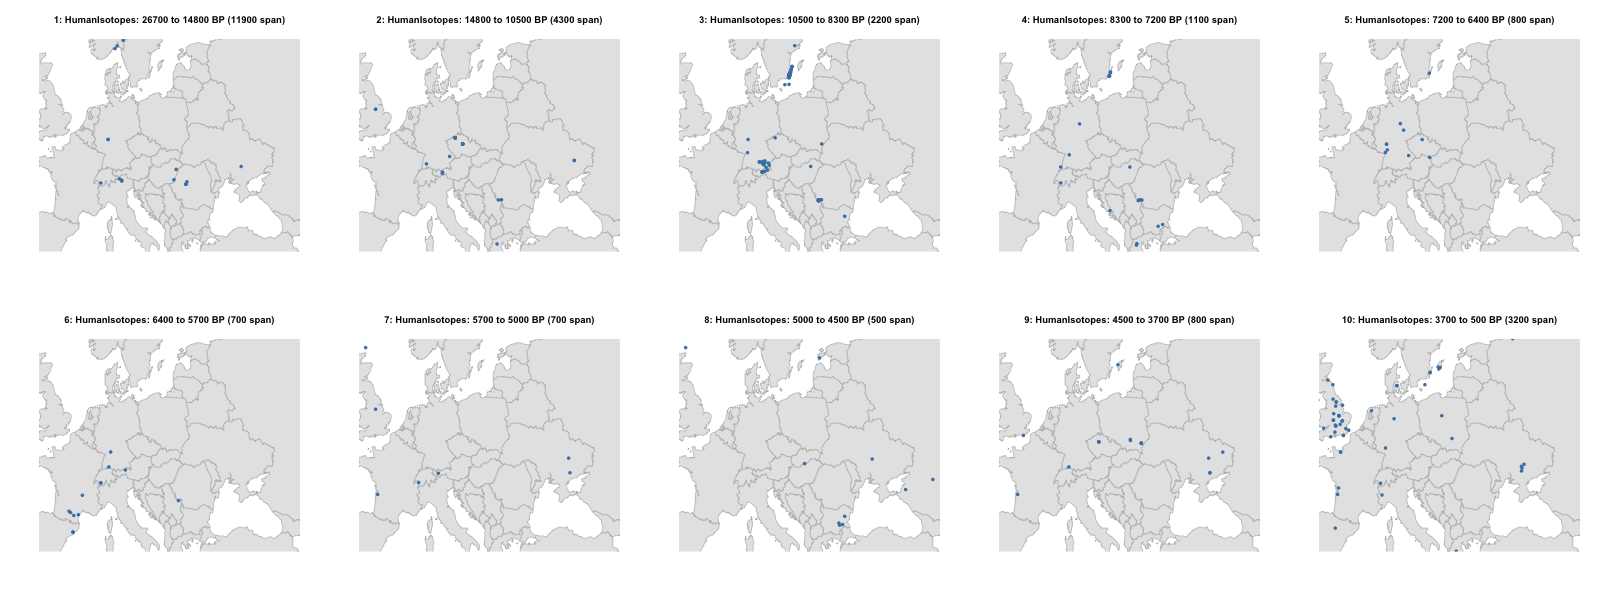 1: HumanIsotopes: 26700 to 14800 BP (11900 span)
2: HumanIsotopes: 14800 to 10500 BP (4300 span)
3: HumanIsotopes: 10500 to 8300 BP (2200 span)
4: HumanIsotopes: 8300 to 7200 BP (1100 span)
5: HumanIsotopes: 7200 to 6400 BP (800 span)
6: HumanIsotopes: 6400 to 5700 BP (700 span)
7: HumanIsotopes: 5700 to 5000 BP (700 span)
8: HumanIsotopes: 5000 to 4500 BP (500 span)
9: HumanIsotopes: 4500 to 3700 BP (800 span)
10: HumanIsotopes: 3700 to 500 BP (3200 span)